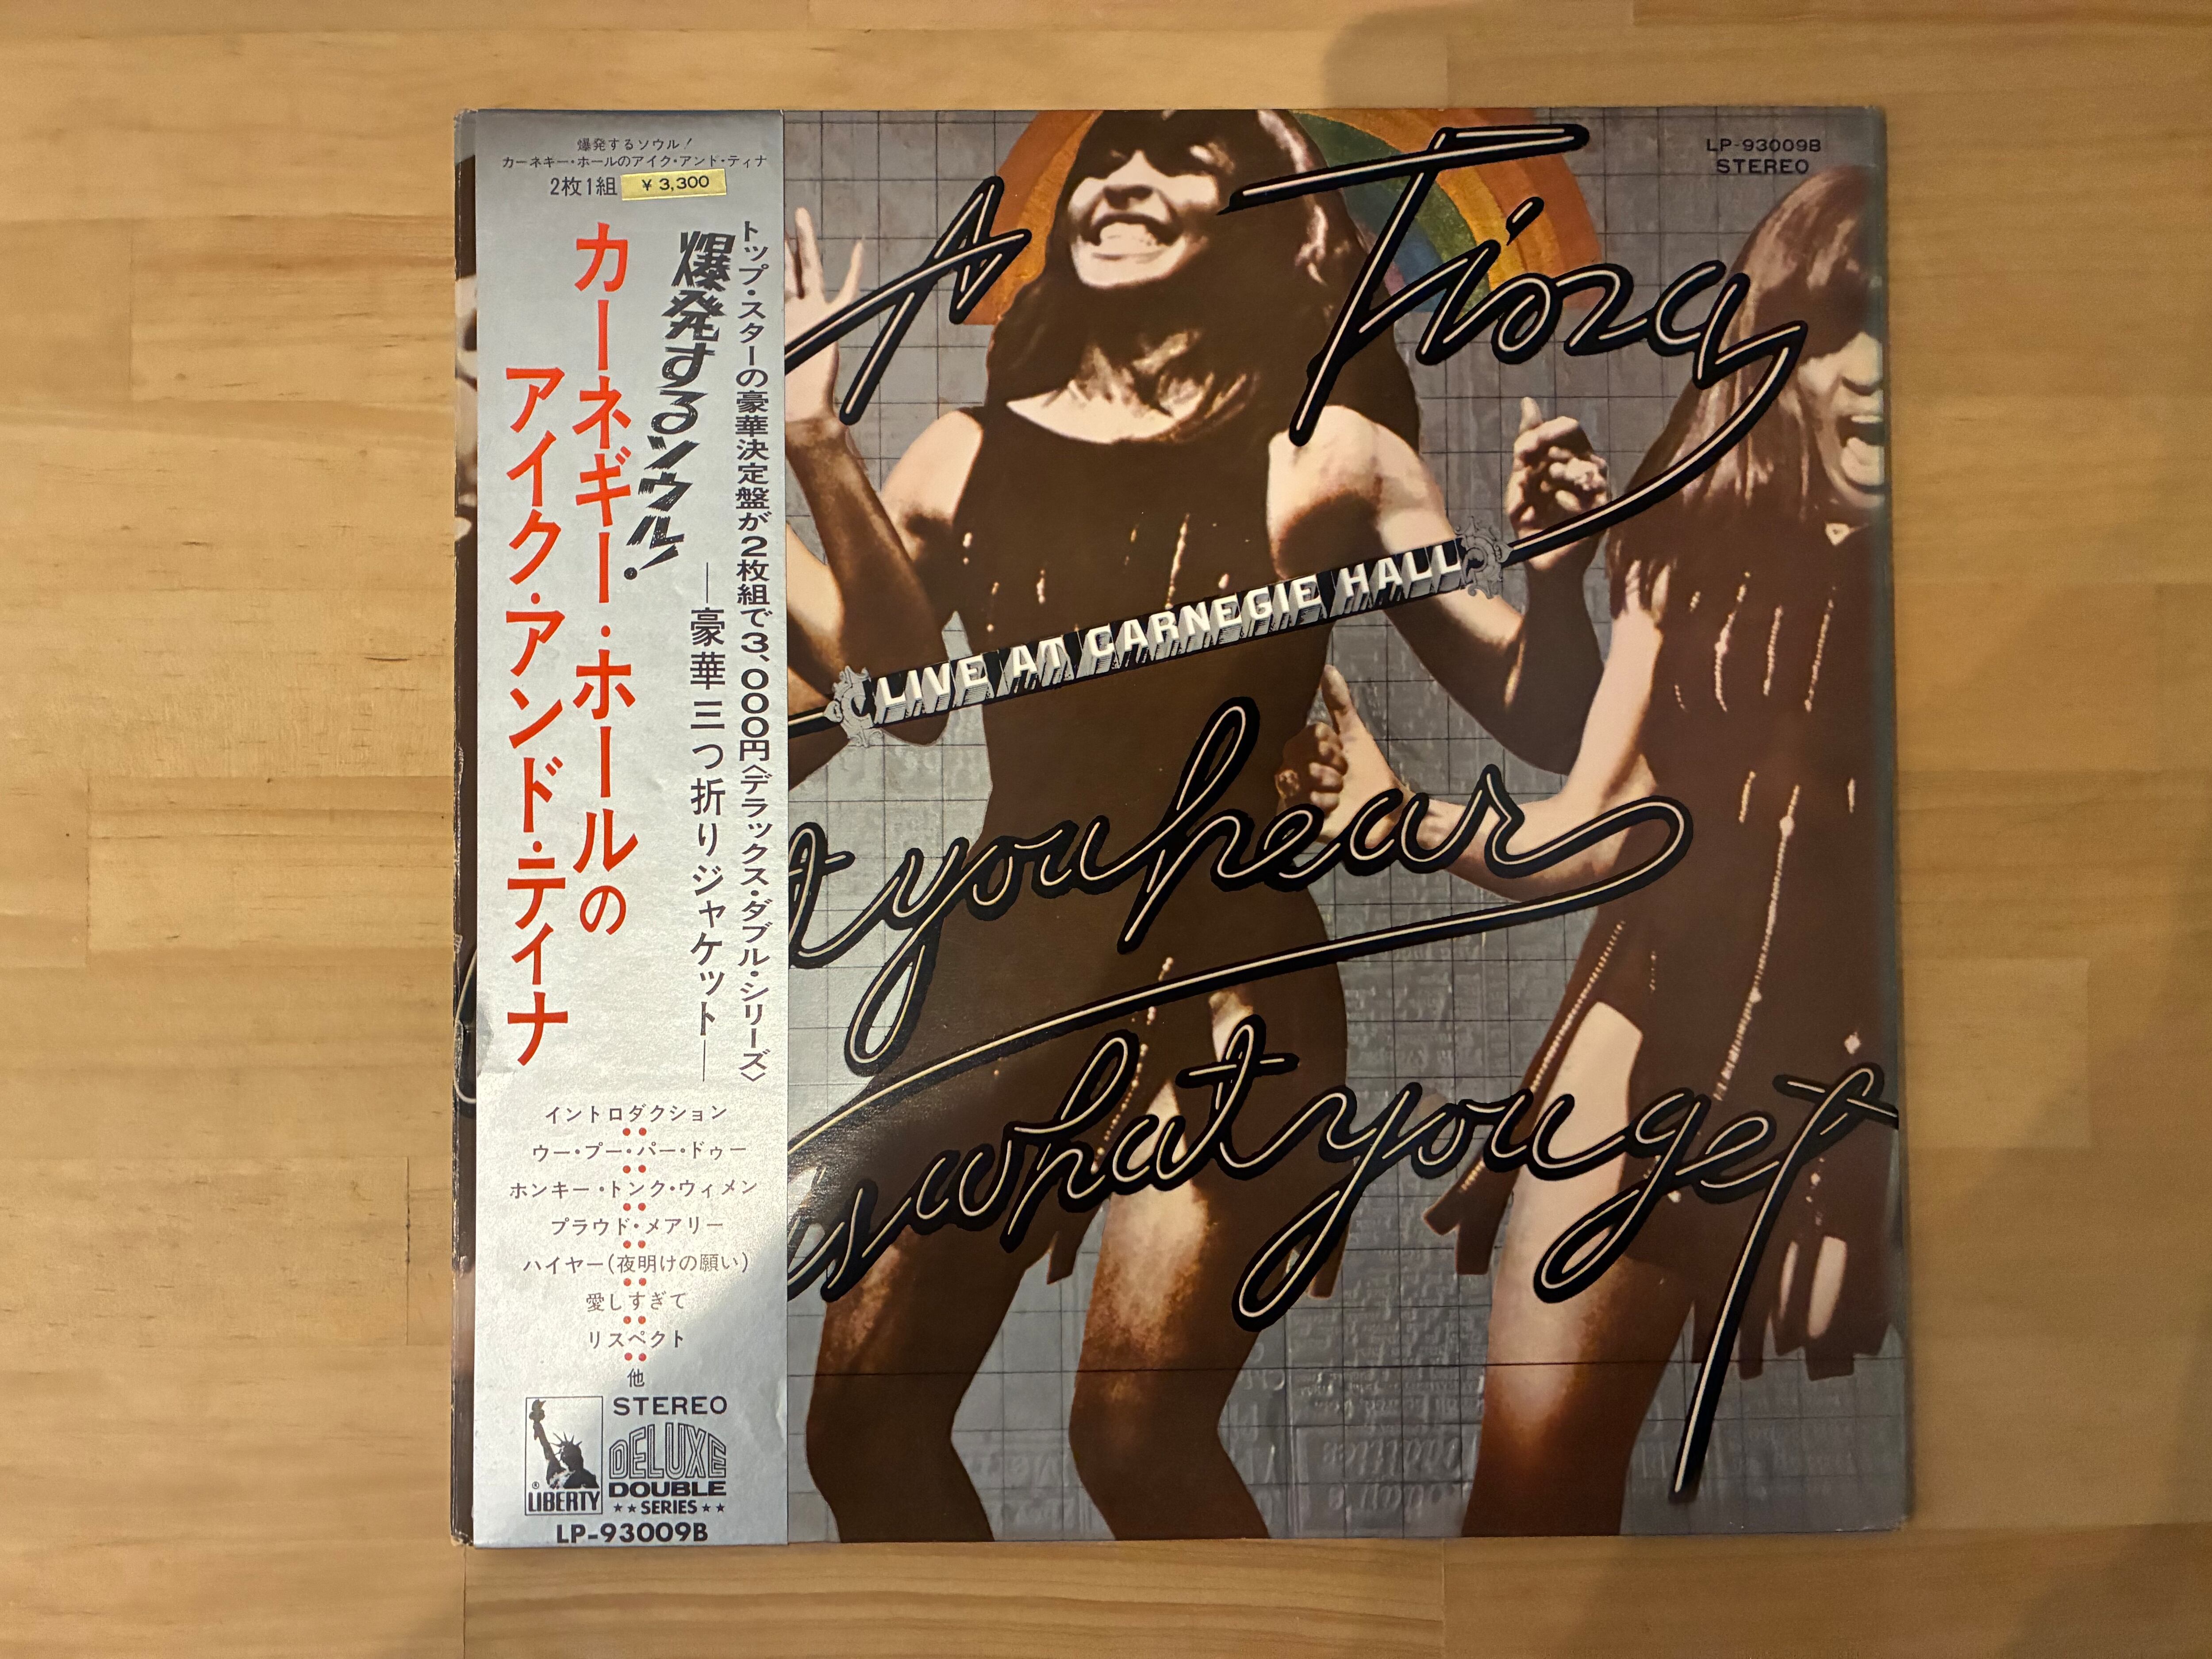 爆発するソウル！
カーネギー・ホールのアイク・アンド・ティナ
2枚1組 ¥3,300
トップ・スターの豪華決定盤が2枚組で3,000円〈デラックス・ダブル・シリーズ〉
爆発するソウル！
—豪華三つ折りジャケット—
カーネギー・ホールの
アイク・アンド・ティナ
イントロダクション
ウー・プー・パー・ドゥー
ホンキー・トンク・ウィメン
プラウド・メアリー
ハイヤー(夜明けの願い)
愛しすぎて
リスペクト
他
LIBERTY
STEREO
DELUXE
DOUBLE
★★SERIES★★
LP-93009B
LP-93009B
STEREO
Tina
LIVE AT CARNEGIE HALL
t you hear
is what you get